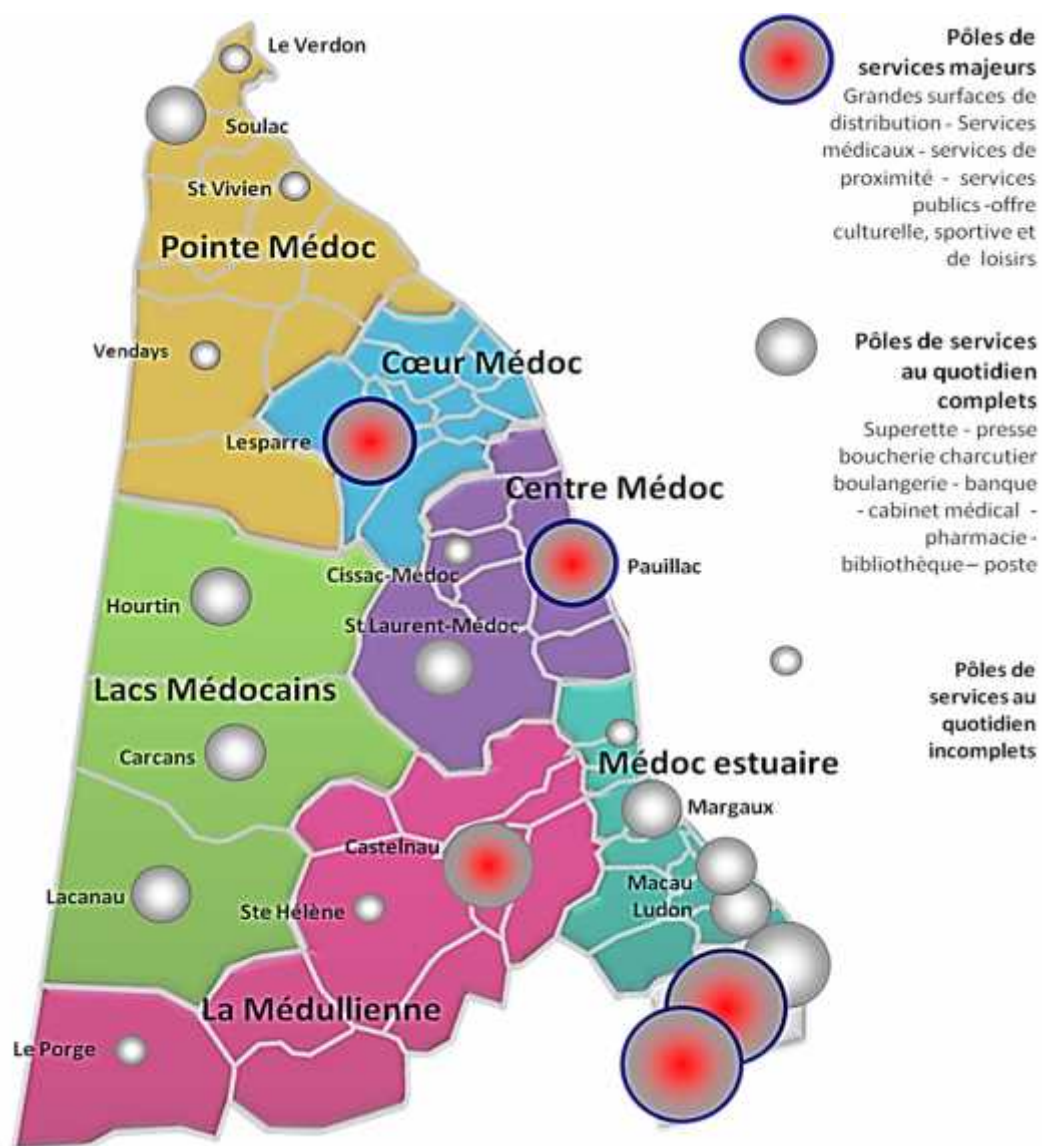 Le Verdon
Soulac
St Vivien
Pointe Médoc
Vendays
Cœur Médoc
Lesparre
Centre Médoc
Cissac-Médoc
Pauillac
Hourtin
St Laurent-Médoc
Lacs Médocains
Carcans
Médoc estuaire
Margaux
Castelnau
Macau
Lacanau
Ste Hélène
Ludon
La Médullienne
Le Porge
Pôles de
services majeurs
Grandes surfaces de
distribution - Services
médicaux - services de
proximité - services
publics -offre
culturelle, sportive et
de loisirs
Pôles de services
au quotidien
complets
Superette - presse
boucherie charcutier
boulangerie - banque
- cabinet médical -
pharmacie -
bibliothèque– poste
Pôles de
services au
quotidien
incomplets